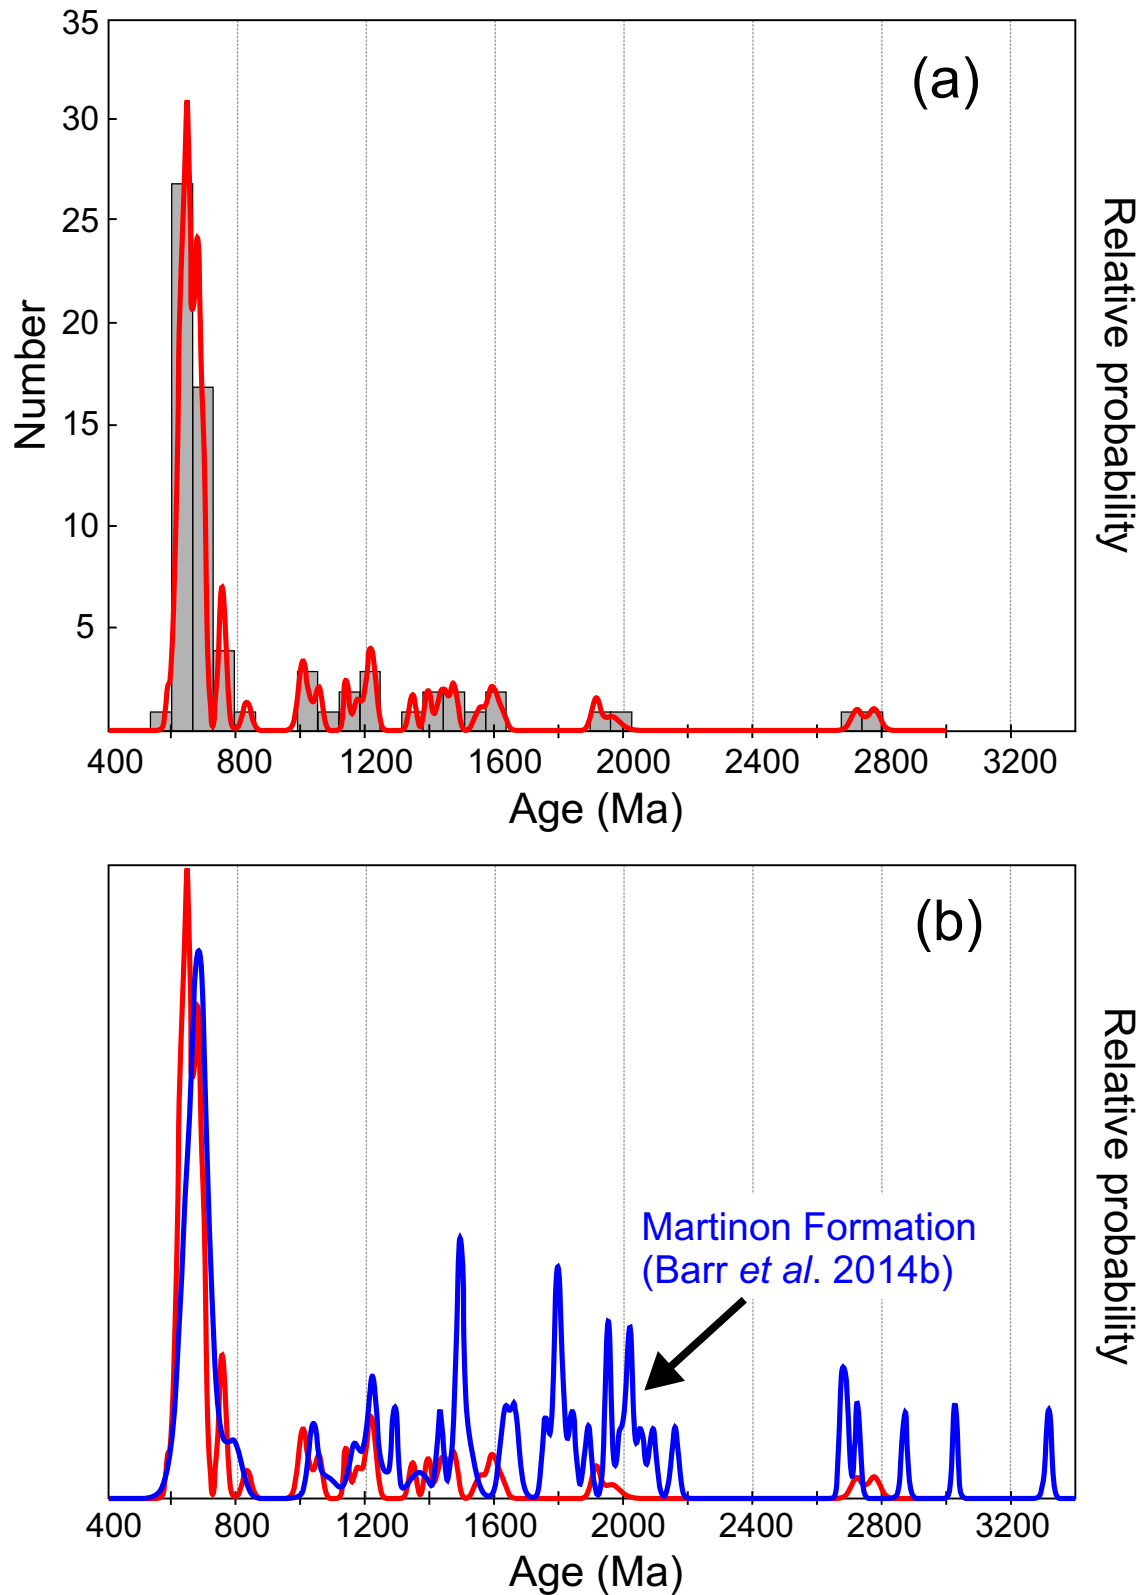 35
(a)
30
25
20
15
10
5
Number
Relative probability
400 800 1200 1600 2000 2400 2800 3200
Age (Ma)
(b)
Martinon Formation
(Barr et al. 2014b)
Relative probability
400 800 1200 1600 2000 2400 2800 3200
Age (Ma)